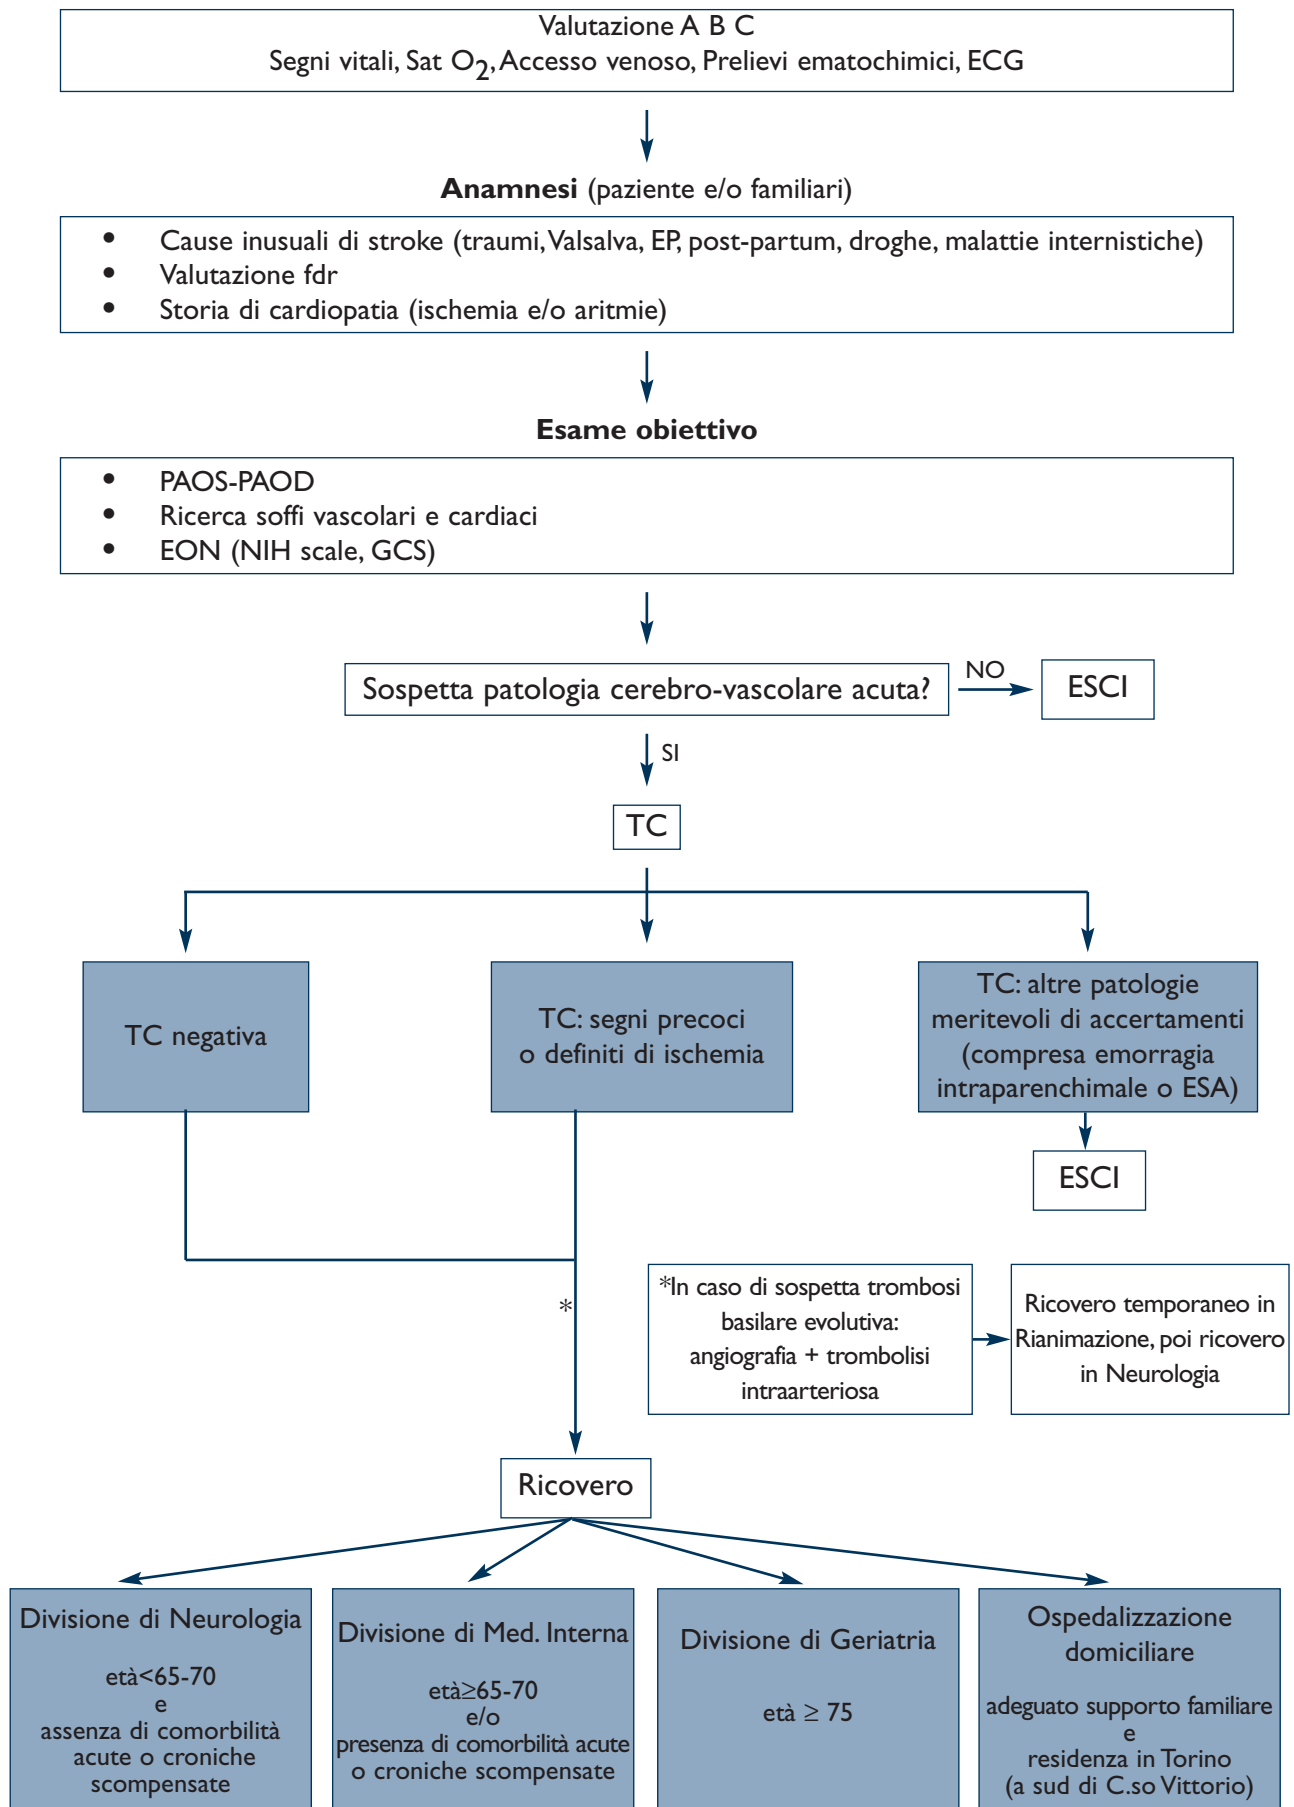 Valutazione A B C
Segni vitali, Sat O2, Accesso venoso, Prelievi ematochimici, ECG
Anamnesi (paziente e/o familiari)
• Cause inusuali di stroke (traumi, Valsalva, EP, post-partum, droghe, malattie internistiche)
• Valutazione fdr
• Storia di cardiopatia (ischemia e/o aritmie)
Esame obiettivo
• PAOS-PAOD
• Ricerca soffi vascolari e cardiaci
• EON (NIH scale, GCS)
Sospetta patologia cerebro-vascolare acuta?
NO
ESCI
SI
TC
TC negativa
TC: segni precoci
o definiti di ischemia
TC: altre patologie
meritevoli di accertamenti
(compresa emorragia
intraparenchimale o ESA)
ESCI
*
*In caso di sospetta trombosi
basilare evolutiva:
angiografia + trombolisi
intraarteriosa
Ricovero temporaneo in
Rianimazione, poi ricovero
in Neurologia
Ricovero
Divisione di Neurologia
età<65-70
e
assenza di comorbilità
acute o croniche
scompensate
Divisione di Med. Interna
età≥65-70
e/o
presenza di comorbilità acute
o croniche scompensate
Divisione di Geriatria
età ≥ 75
Ospedalizzazione
domiciliare
adeguato supporto familiare
e
residenza in Torino
(a sud di C.so Vittorio)